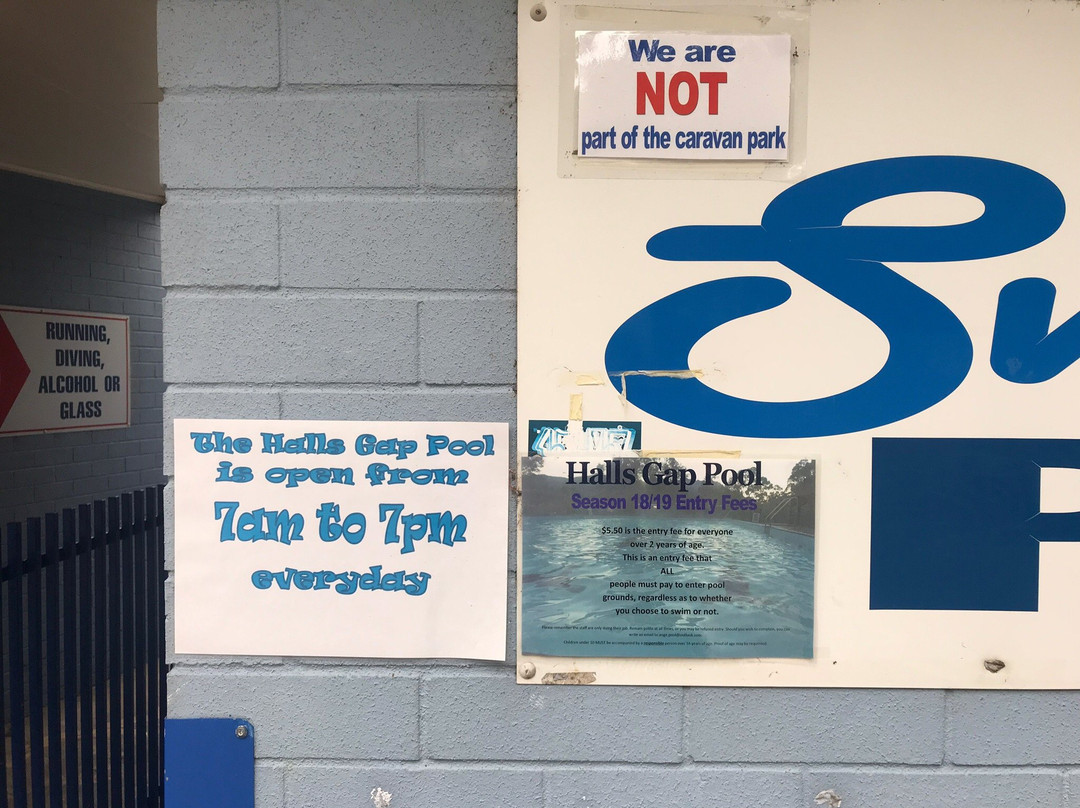 We are
NOT
part of the caravan park
Sw
P
RUNNING,
DIVING,
ALCOHOL OR
GLASS
The Halls Gap Pool
is open from
7am to 7pm
everyday
Halls Gap Pool
Season 18/19 Entry Fees
$5.50 is the entry fee for everyone
over 2 years of age.
This is an entry fee that
ALL
people must pay to enter pool
grounds, regardless as to whether
you choose to swim or not.